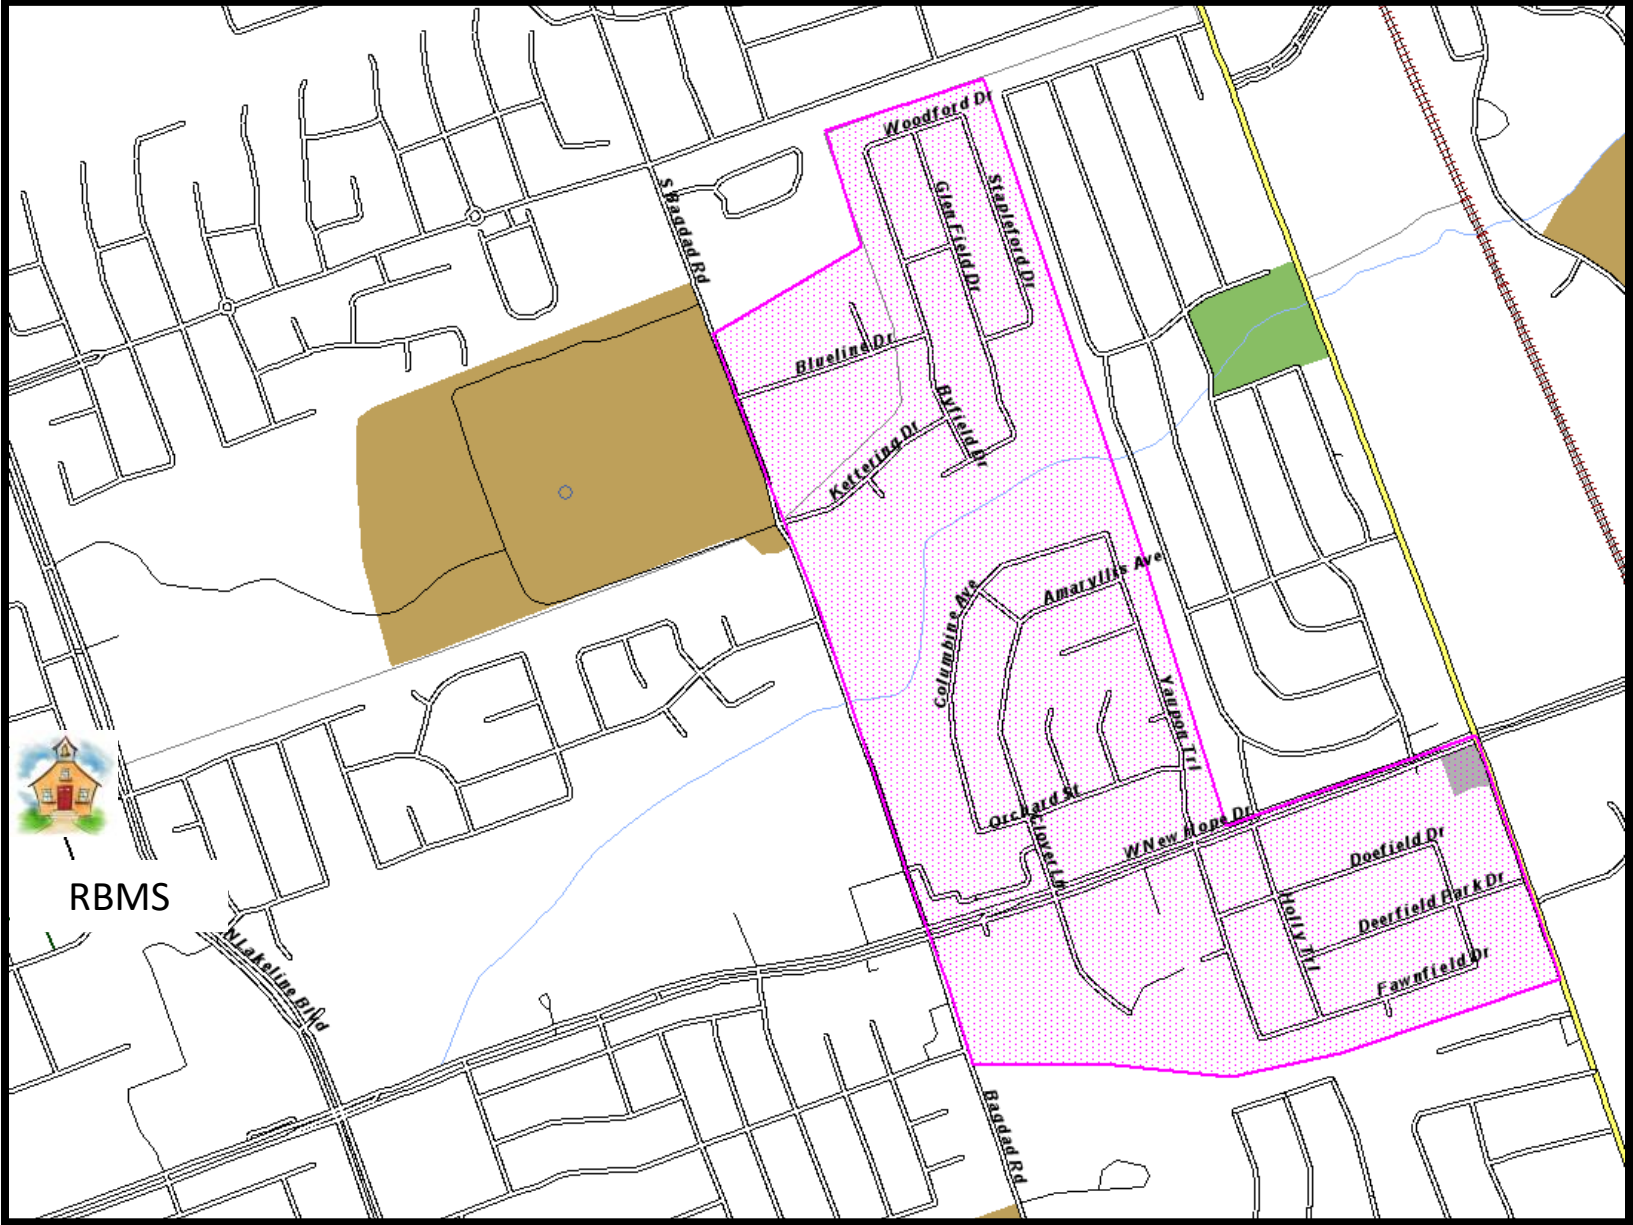 Woodford Dr
S Bagdad Rd
Glen Field Dr
Stapleford Dr
Blueline Dr
Byfield Dr
Kettering Dr
Amaryllis Ave
Columbine Ave
Yaupon Trl
Orchard St
Clover Ln
W New Hope Dr
Doefield Dr
Deerfield Park Dr
Holly Trl
Fawnfield Dr
RBMS
N Lakeline Blvd
Bagdad Rd